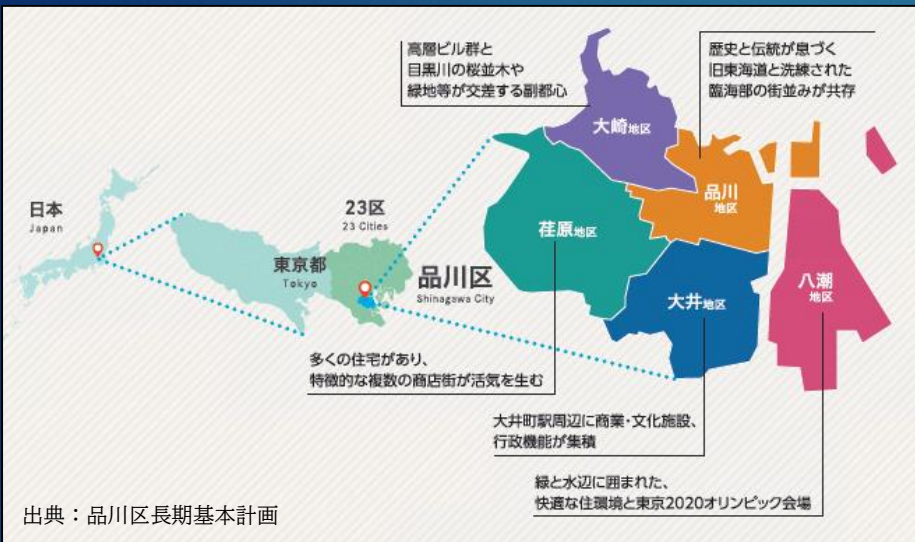 高層ビル群と
目黒川の桜並木や
緑地等が交差する副都心
歴史と伝統が息づく
旧東海道と洗練された
臨海部の街並みが共存
大崎地区
品川
地区
荏原地区
大井地区
八潮
地区
日本
Japan
東京都
Tokyo
23区
23 Cities
品川区
Shinagawa City
多くの住宅があり、
特徴的な複数の商店街が活気を生む
大井町駅周辺に商業・文化施設、
行政機能が集積
緑と水辺に囲まれた、
快適な住環境と東京2020オリンピック会場
出典：品川区長期基本計画